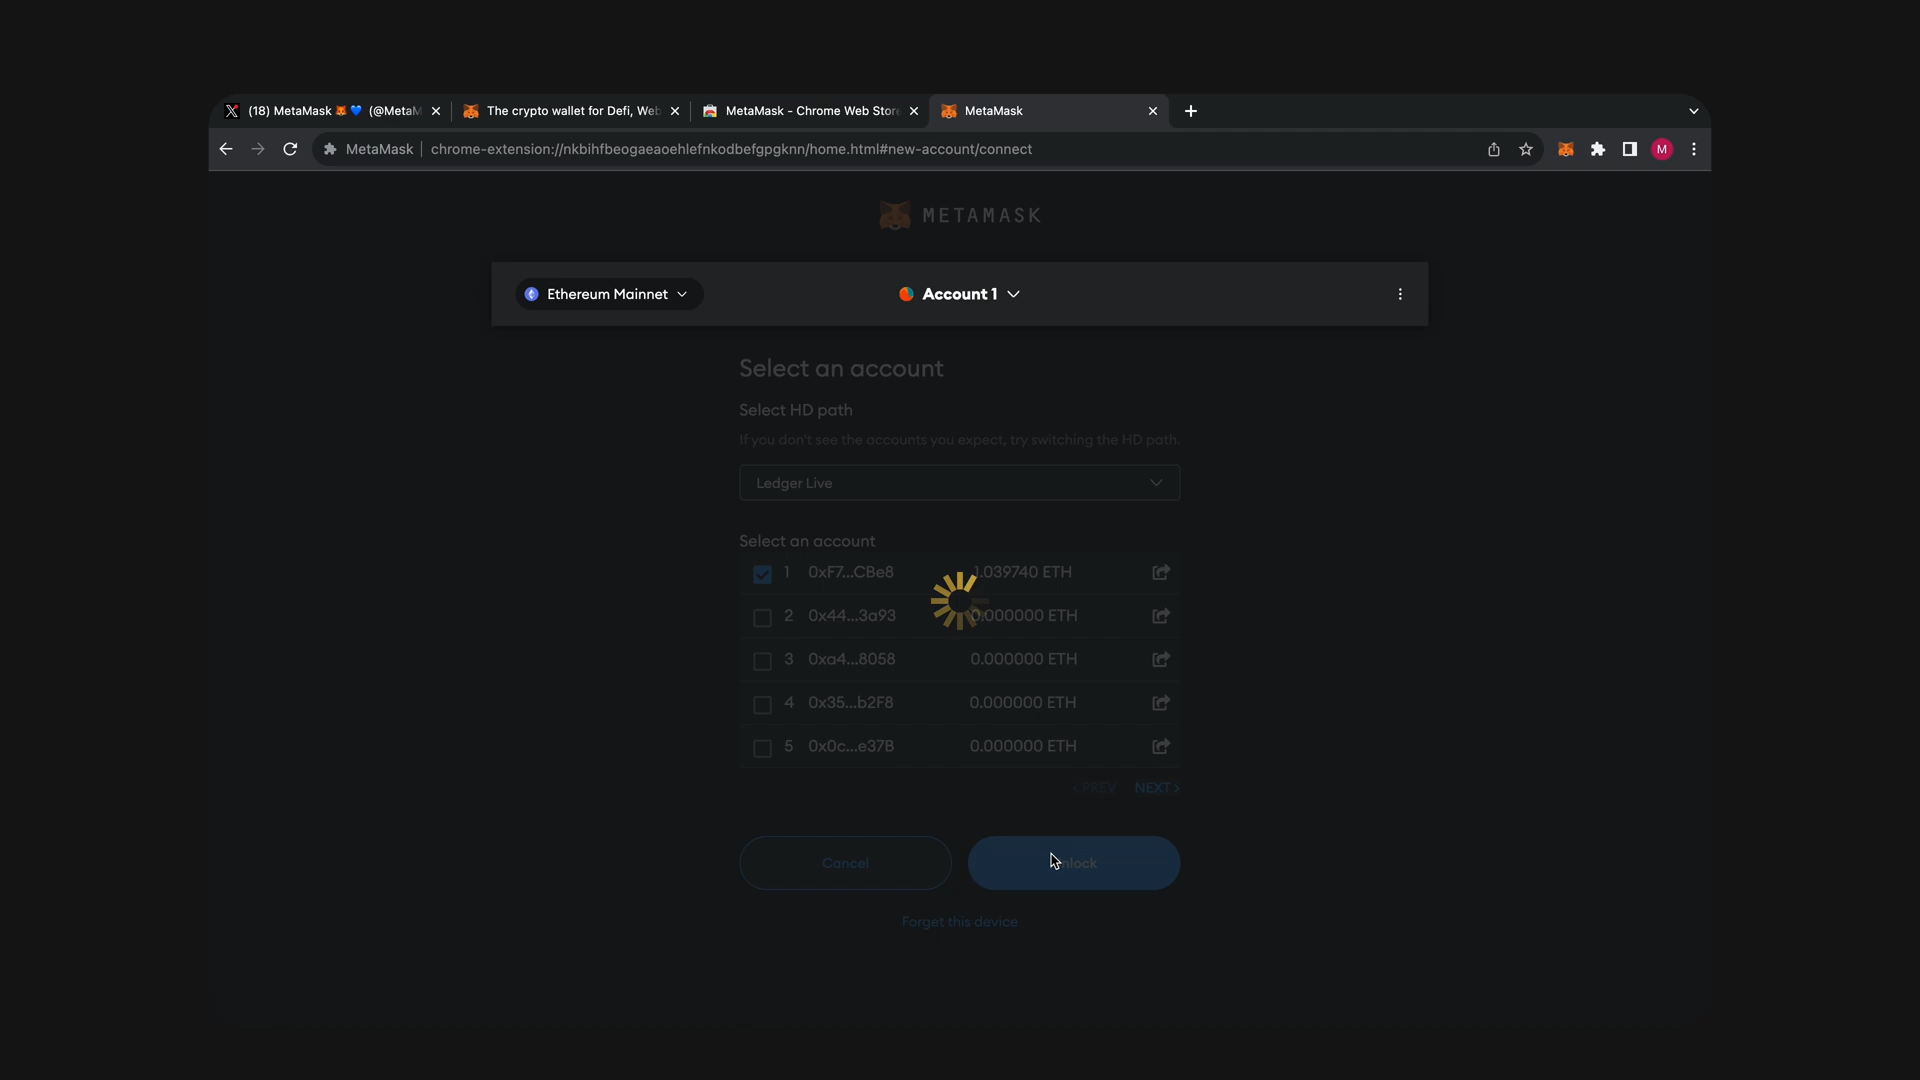 (18) MetaMask 🦊💙 (@MetaM
The crypto wallet for Defi, Web
MetaMask - Chrome Web Store
MetaMask
MetaMask | chrome-extension://nkbihfbeogaeaoehlefnkodbefgpgknn/home.html#new-account/connect
M
METAMASK
Ethereum Mainnet
Account 1
Select an account
Select HD path
If you don't see the accounts you expect, try switching the HD path.
Ledger Live
Select an account
1 0xF7...CBe8 1.039740 ETH
2 0x44...3a93 0.000000 ETH
3 0xa4...8058 0.000000 ETH
4 0x35...b2F8 0.000000 ETH
5 0x0c...e37B 0.000000 ETH
< PREV NEXT >
Cancel
Unlock
Forget this device